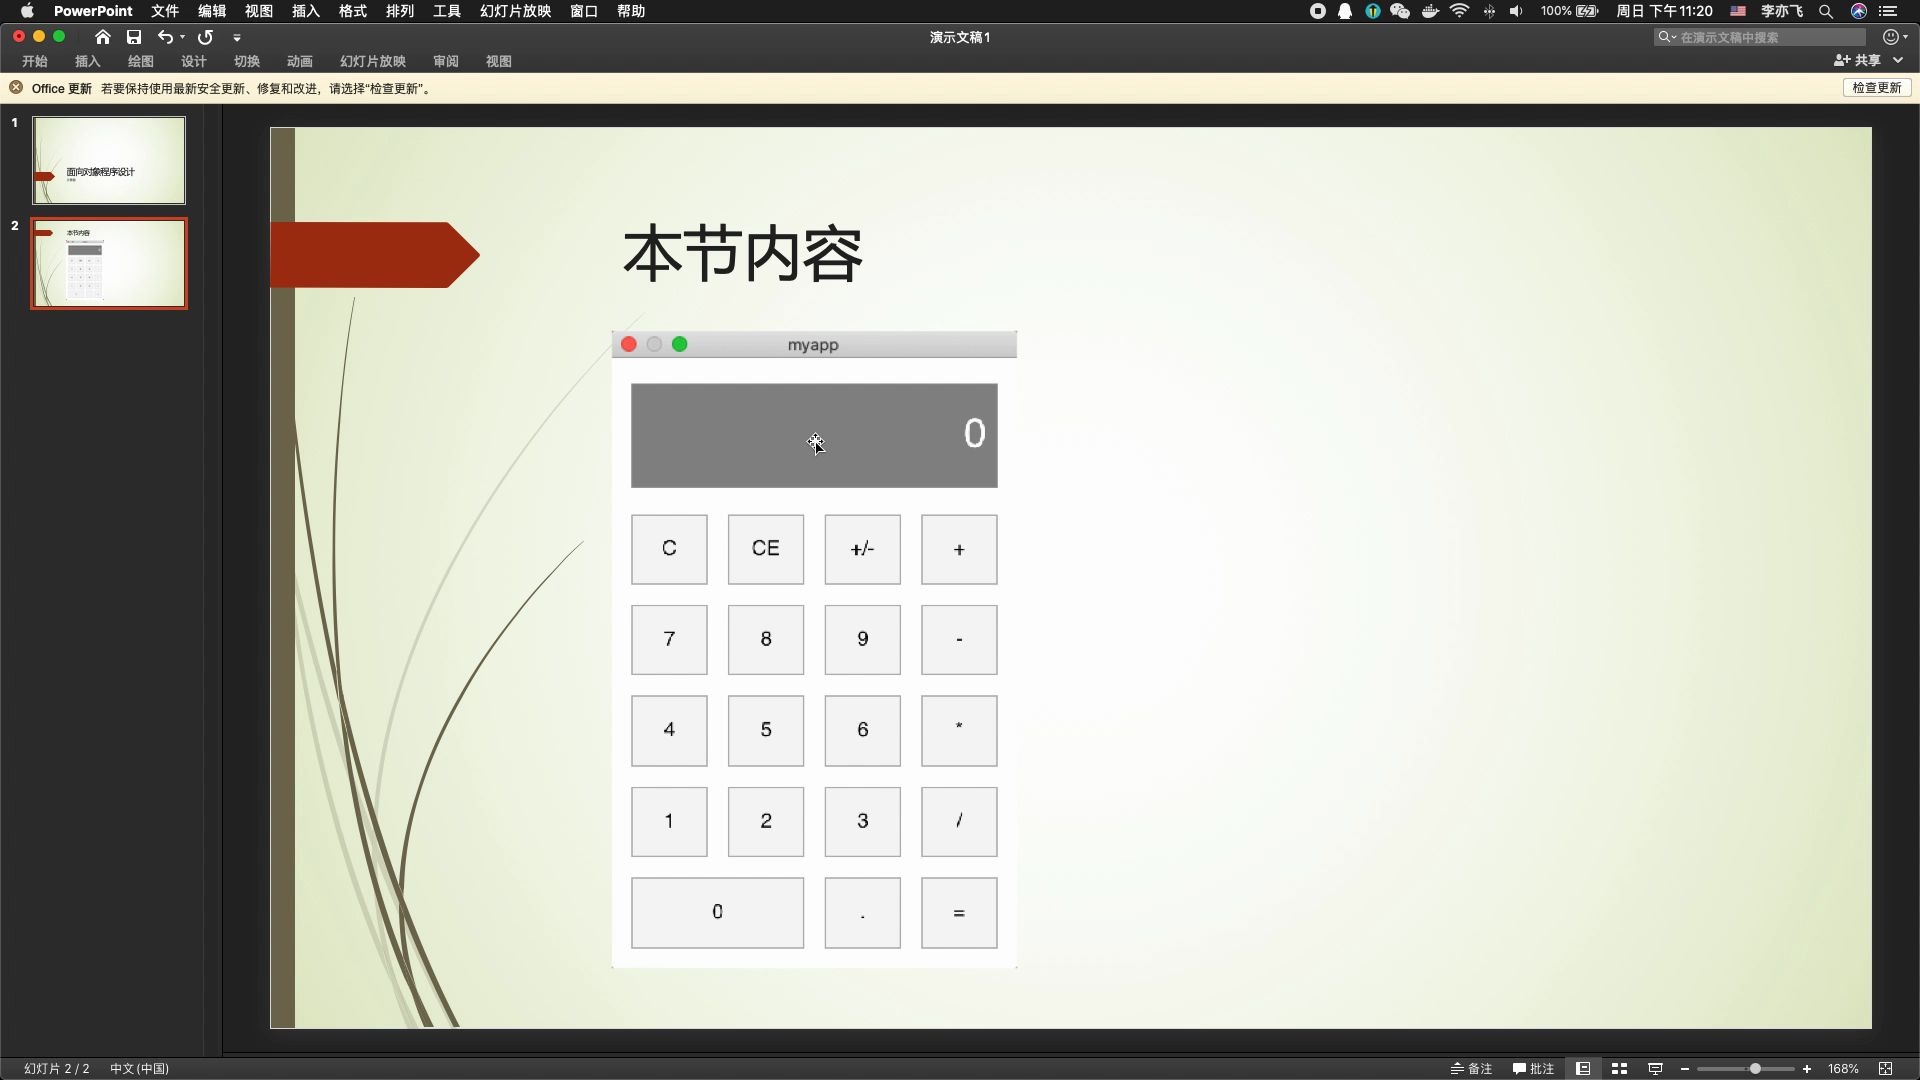 PowerPoint 文件 编辑 视图 插入 格式 排列 工具 幻灯片放映 窗口 帮助 100% 周日 下午11:20 李亦飞
演示文稿1
在演示文稿中搜索
开始 插入 绘图 设计 切换 动画 幻灯片放映 审阅 视图 共享
Office 更新 若要保持使用最新安全更新、修复和改进，请选择“检查更新”。 检查更新
1
面向对象程序设计
2
本节内容
本节内容
myapp
0
C CE +/- +
7 8 9 -
4 5 6 *
1 2 3 /
0 . =
幻灯片 2 / 2 中文 (中国) 备注 批注 168%